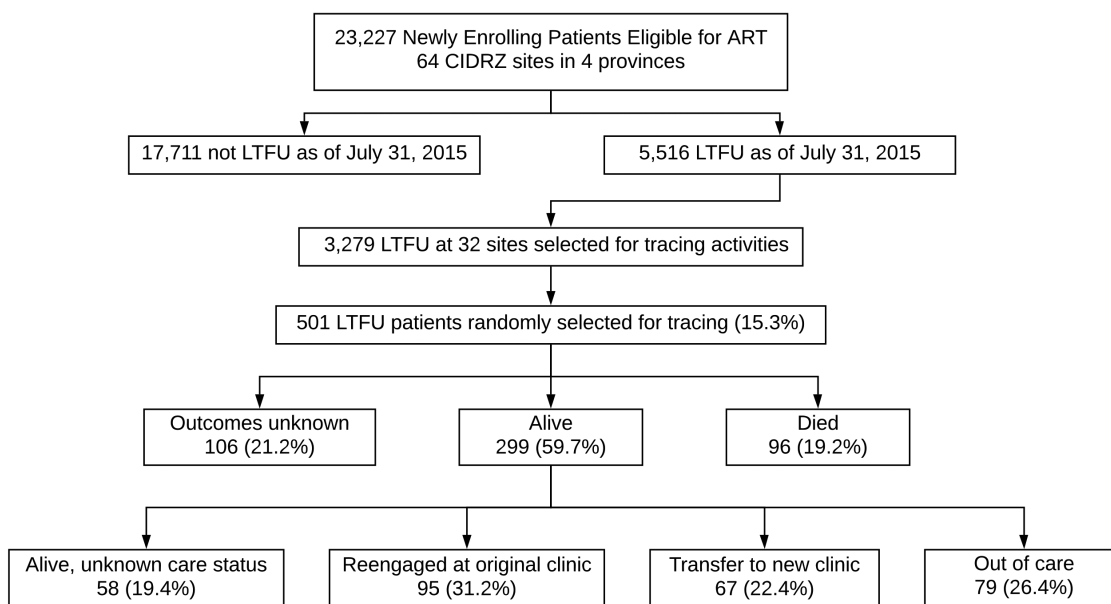 23,227 Newly Enrolling Patients Eligible for ART
64 CIDRZ sites in 4 provinces
17,711 not LTFU as of July 31, 2015
5,516 LTFU as of July 31, 2015
3,279 LTFU at 32 sites selected for tracing activities
501 LTFU patients randomly selected for tracing (15.3%)
Outcomes unknown
106 (21.2%)
Alive
299 (59.7%)
Died
96 (19.2%)
Alive, unknown care status
58 (19.4%)
Reengaged at original clinic
95 (31.2%)
Transfer to new clinic
67 (22.4%)
Out of care
79 (26.4%)